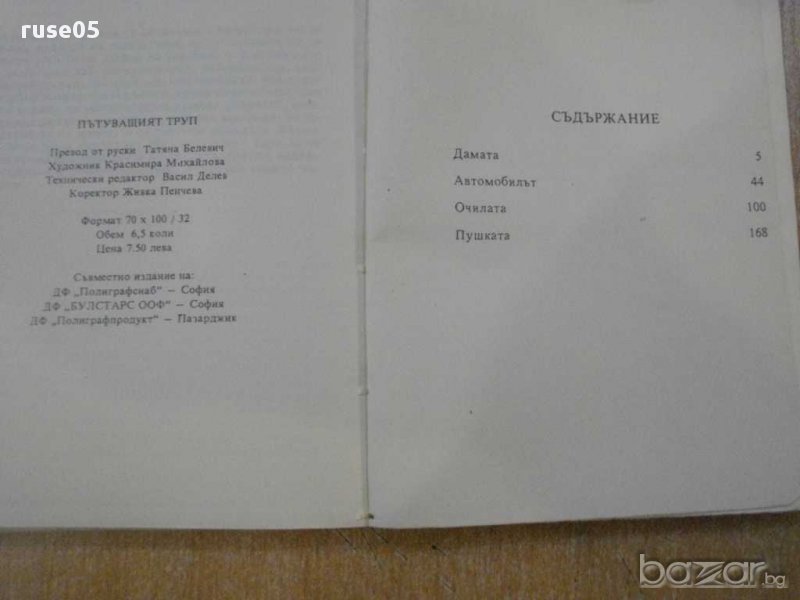 ruse05
ПЪТУВАЩИЯТ ТРУП
Превод от руски Татяна Белевич
Художник Красимира Михайлова
Технически редактор Васил Делев
Коректор Живка Пенчева
Формат 70 x 100 / 32
Обем 6,5 коли
Цена 7.50 лева
Съвместно издание на:
ДФ „Полиграфснаб“ – София
ДФ „БУЛСТАРС ООФ“ – София
ДФ „Полиграфпродукт“ – Пазарджик
СЪДЪРЖАНИЕ
Дамата 5
Автомобилът 44
Очилата 100
Пушката 168
bazar.bg